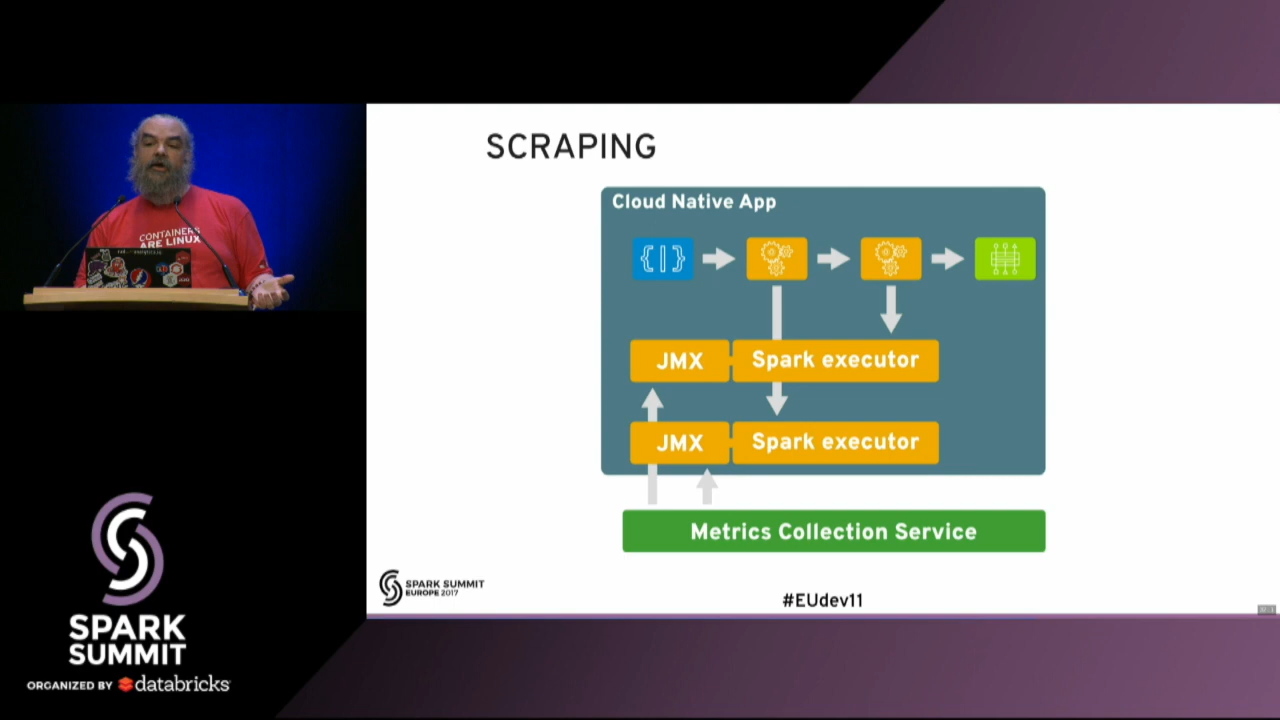 SCRAPING
Cloud Native App
{|}
JMX
Spark executor
JMX
Spark executor
Metrics Collection Service
SPARK SUMMIT
EUROPE 2017
#EUdev11
CONTAINERS
ARE LINUX
SPARK
SUMMIT
ORGANIZED BY databricks